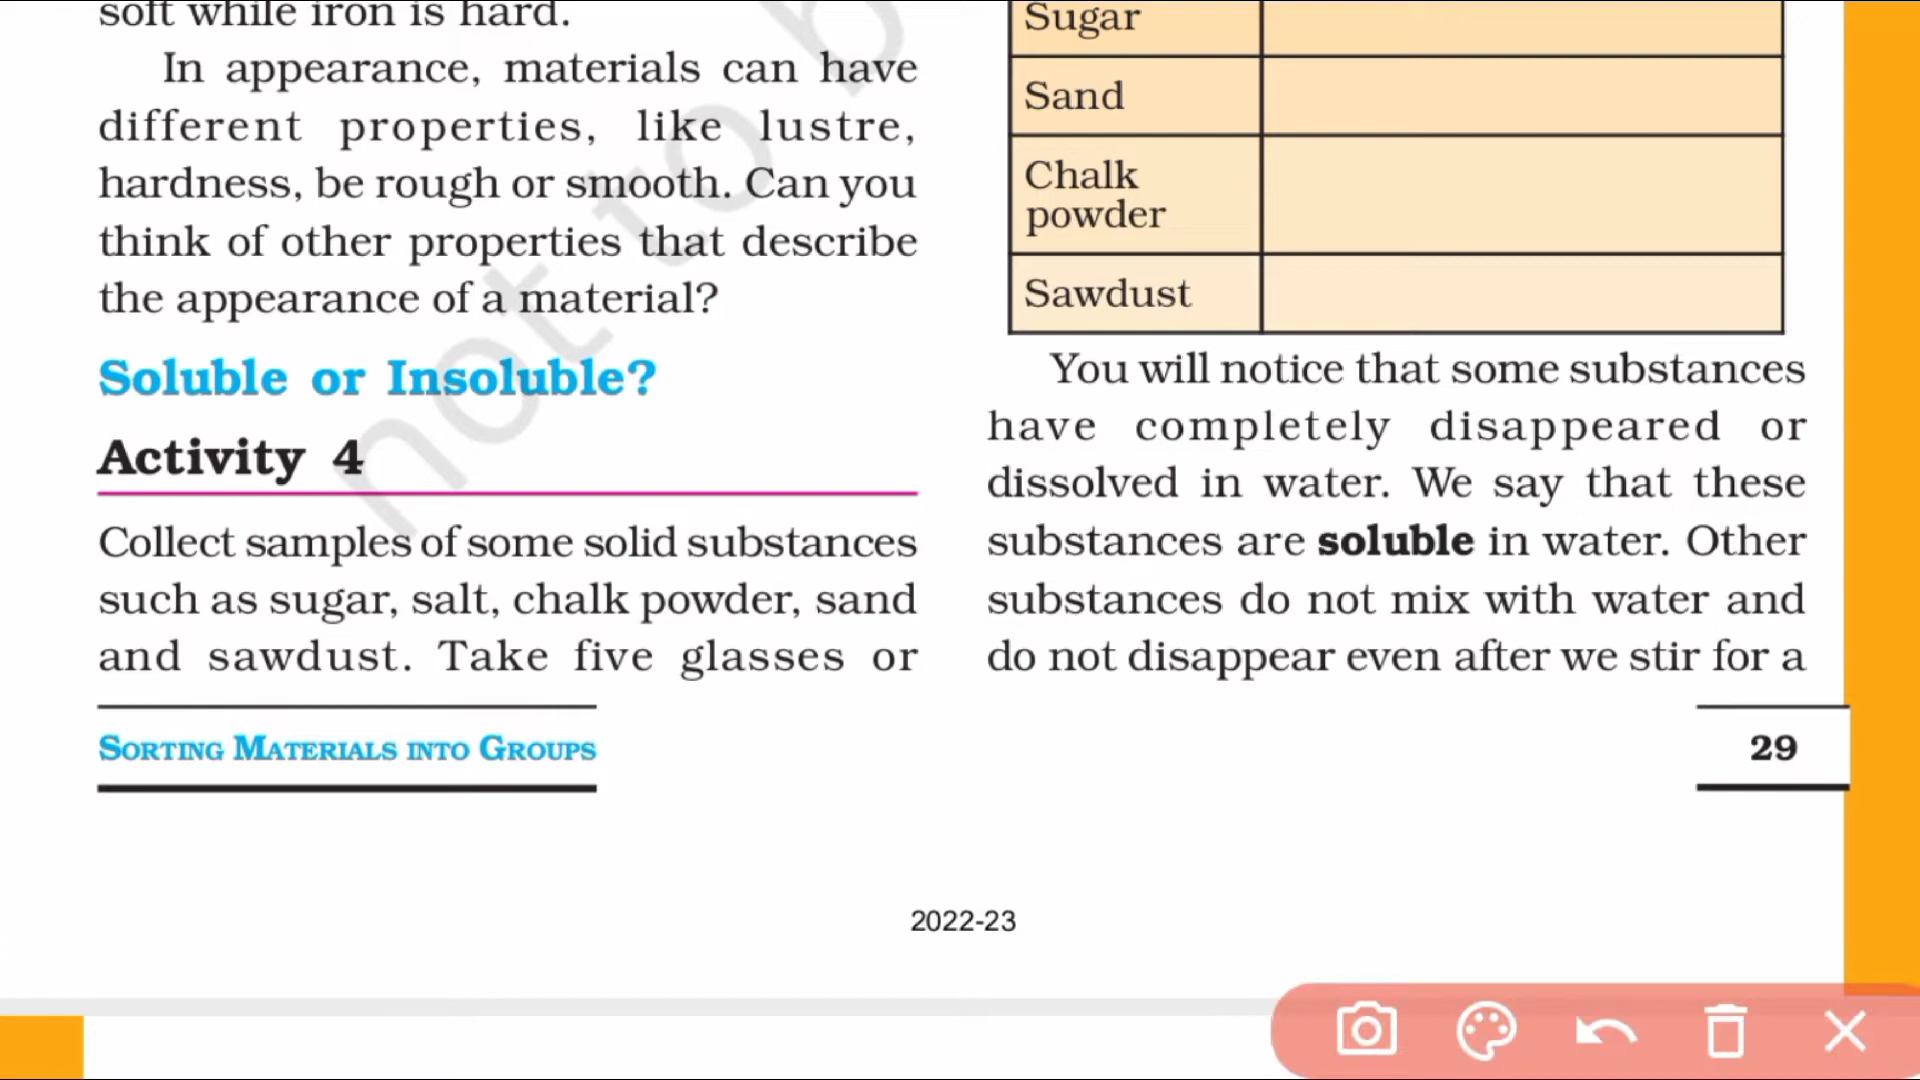 soft while iron is hard.
In appearance, materials can have
different properties, like lustre,
hardness, be rough or smooth. Can you
think of other properties that describe
the appearance of a material?
Soluble or Insoluble?
Activity 4
Collect samples of some solid substances
such as sugar, salt, chalk powder, sand
and sawdust. Take five glasses or
Sugar
Sand
Chalk
powder
Sawdust
You will notice that some substances
have completely disappeared or
dissolved in water. We say that these
substances are soluble in water. Other
substances do not mix with water and
do not disappear even after we stir for a
SORTING MATERIALS INTO GROUPS
29
2022-23
not to b